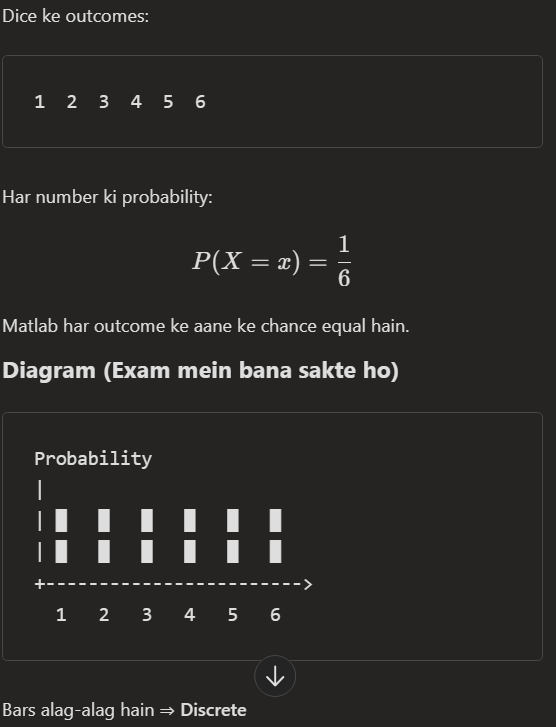 Dice ke outcomes:
1 2 3 4 5 6
Har number ki probability:
P(X = x) = 1/6
Matlab har outcome ke aane ke chance equal hain.
Diagram (Exam mein bana sakte ho)
Probability
|
| █ █ █ █ █ █
| █ █ █ █ █ █
+------------------------->
1 2 3 4 5 6
Bars alag-alag hain ⇒ Discrete